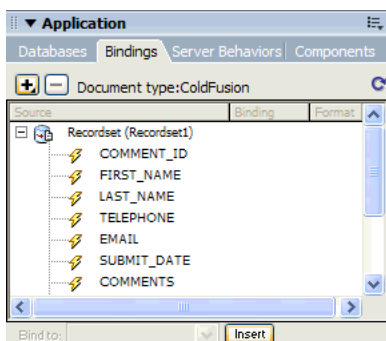 Application
Databases Bindings Server Behaviors Components
Document type:ColdFusion
Source Binding Format
Recordset (Recordset1)
COMMENT_ID
FIRST_NAME
LAST_NAME
TELEPHONE
EMAIL
SUBMIT_DATE
COMMENTS
Bind to: Insert